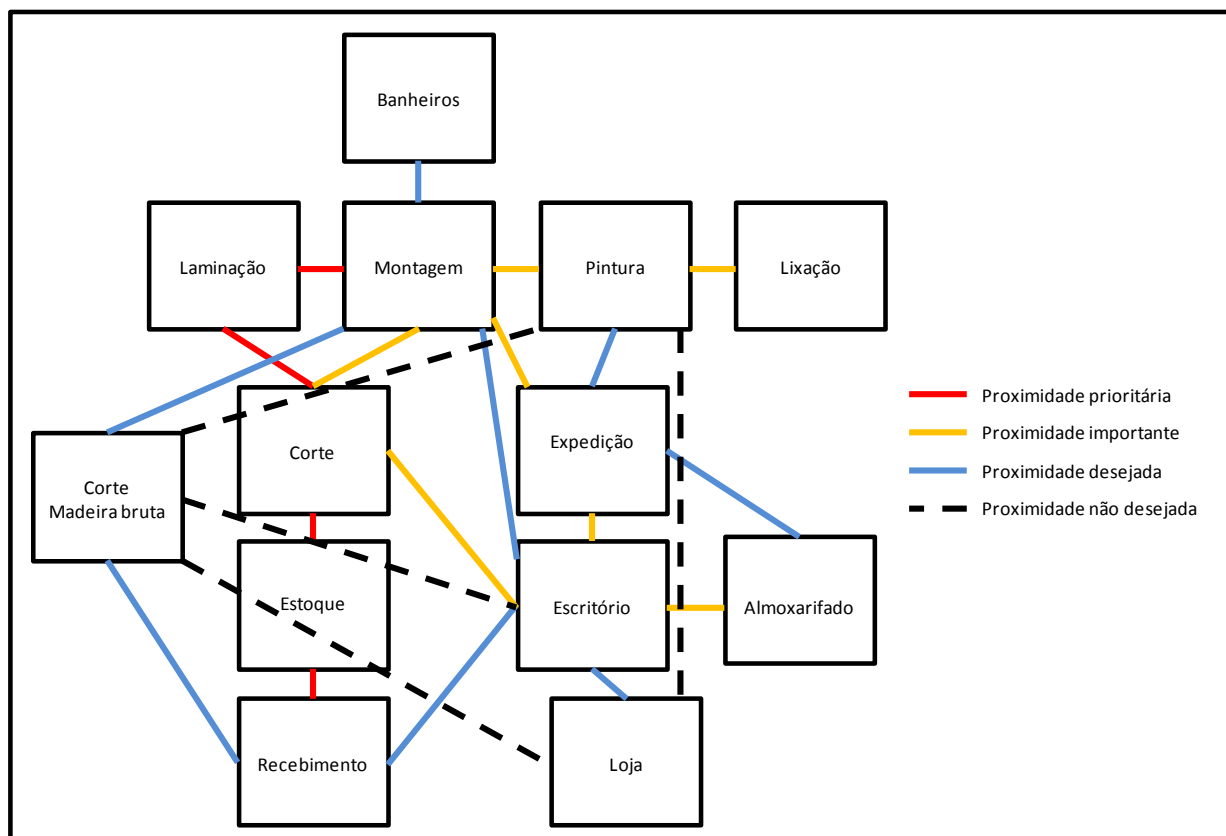 Banheiros
Laminação
Montagem
Pintura
Lixação
Corte
Expedição
Corte
Madeira bruta
Estoque
Escritório
Almoxarifado
Recebimento
Loja
Proximidade prioritária
Proximidade importante
Proximidade desejada
Proximidade não desejada